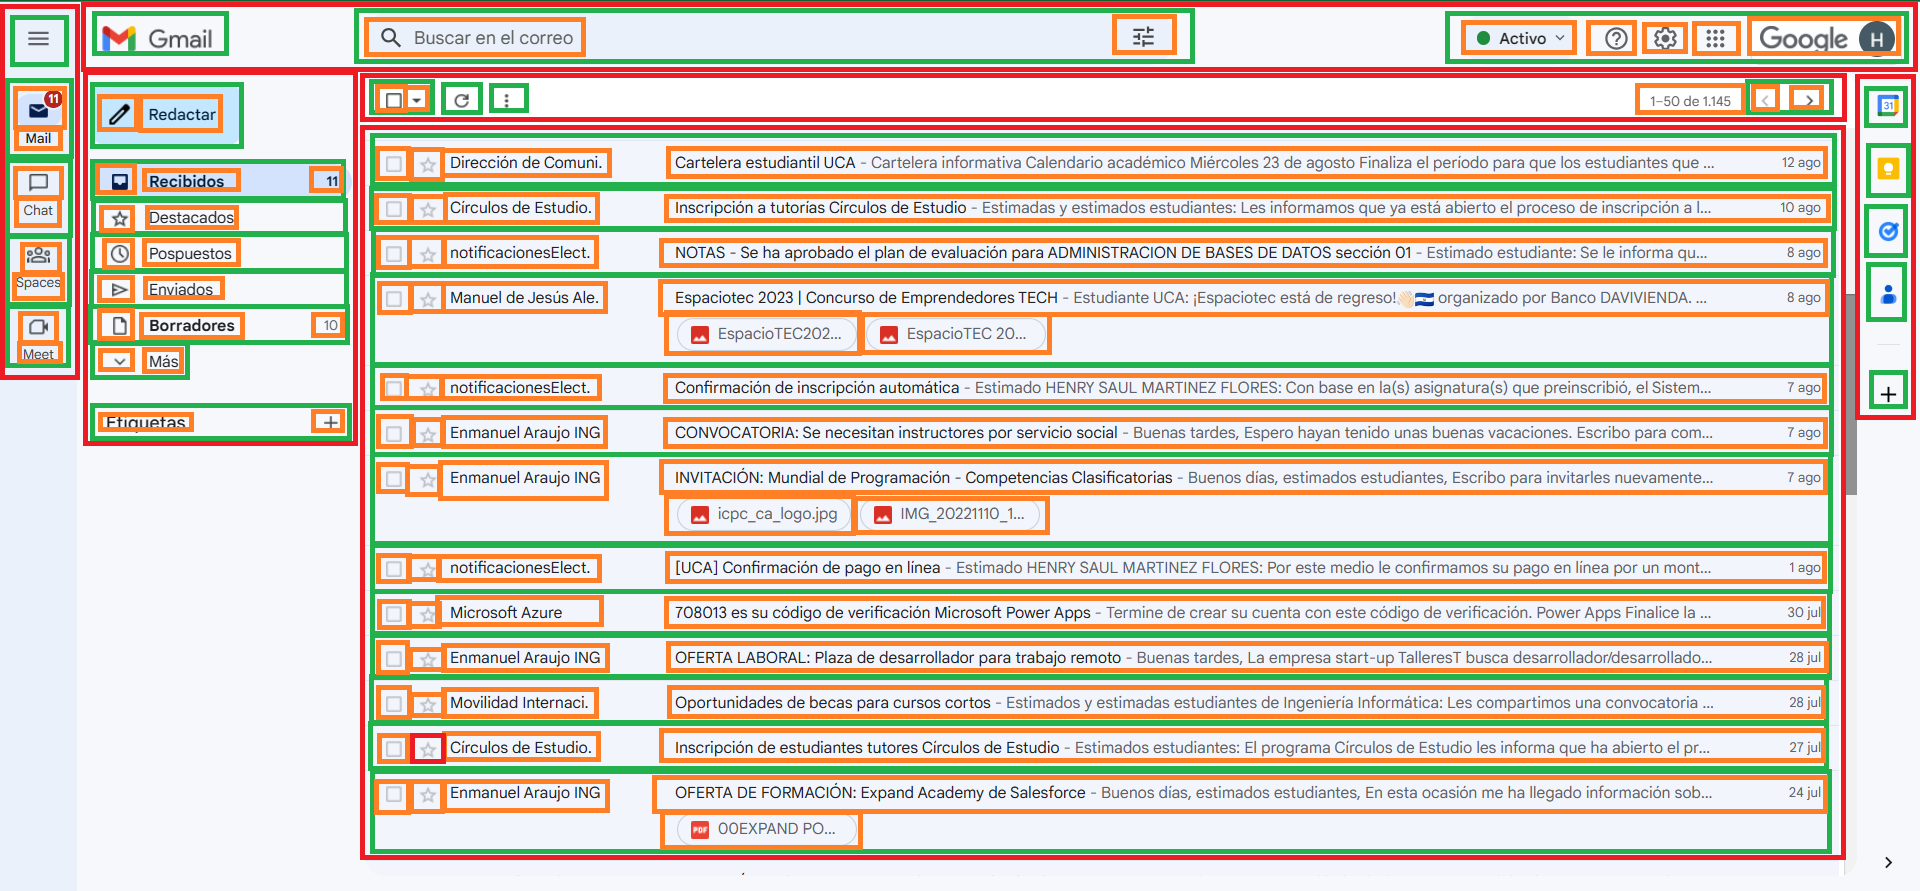 Gmail
Buscar en el correo
Activo
Google
H
11
Mail
Chat
Spaces
Meet
Redactar
Recibidos 11
Destacados
Pospuestos
Enviados
Borradores 10
Más
Etiquetas
1–50 de 1.145
31
Dirección de Comuni. Cartelera estudiantil UCA - Cartelera informativa Calendario académico Miércoles 23 de agosto Finaliza el período para que los estudiantes que ... 12 ago
Círculos de Estudio. Inscripción a tutorías Círculos de Estudio - Estimadas y estimados estudiantes: Les informamos que ya está abierto el proceso de inscripción a l... 10 ago
notificacionesElect. NOTAS - Se ha aprobado el plan de evaluación para ADMINISTRACION DE BASES DE DATOS sección 01 - Estimado estudiante: Se le informa qu... 8 ago
Manuel de Jesús Ale. Espaciotec 2023 | Concurso de Emprendedores TECH - Estudiante UCA: ¡Espaciotec está de regreso!👋🏻🇸🇻 organizado por Banco DAVIVIENDA. ... 8 ago
EspacioTEC202... EspacioTEC 20...
notificacionesElect. Confirmación de inscripción automática - Estimado HENRY SAUL MARTINEZ FLORES: Con base en la(s) asignatura(s) que preinscribió, el Sistem... 7 ago
Enmanuel Araujo ING CONVOCATORIA: Se necesitan instructores por servicio social - Buenas tardes, Espero hayan tenido unas buenas vacaciones. Escribo para com... 7 ago
Enmanuel Araujo ING INVITACIÓN: Mundial de Programación - Competencias Clasificatorias - Buenos días, estimados estudiantes, Escribo para invitarles nuevamente... 7 ago
icpc_ca_logo.jpg IMG_20221110_1...
notificacionesElect. [UCA] Confirmación de pago en línea - Estimado HENRY SAUL MARTINEZ FLORES: Por este medio le confirmamos su pago en línea por un mont... 1 ago
Microsoft Azure 708013 es su código de verificación Microsoft Power Apps - Termine de crear su cuenta con este código de verificación. Power Apps Finalice la ... 30 jul
Enmanuel Araujo ING OFERTA LABORAL: Plaza de desarrollador para trabajo remoto - Buenas tardes, La empresa start-up TalleresT busca desarrollador/desarrollado... 28 jul
Movilidad Internaci. Oportunidades de becas para cursos cortos - Estimados y estimadas estudiantes de Ingeniería Informática: Les compartimos una convocatoria ... 28 jul
Círculos de Estudio. Inscripción de estudiantes tutores Círculos de Estudio - Estimados estudiantes: El programa Círculos de Estudio les informa que ha abierto el pr... 27 jul
Enmanuel Araujo ING OFERTA DE FORMACIÓN: Expand Academy de Salesforce - Buenos días, estimados estudiantes, En esta ocasión me ha llegado información sob... 24 jul
PDF 00EXPAND PO...